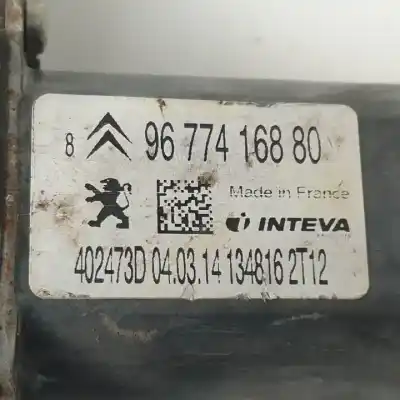 8 96 774 168 80
Made in France
INTEVA
402473D 04.03.14 134816 2T12